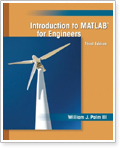 Introduction to MATLAB®
for Engineers
Third Edition
William J. Palm III